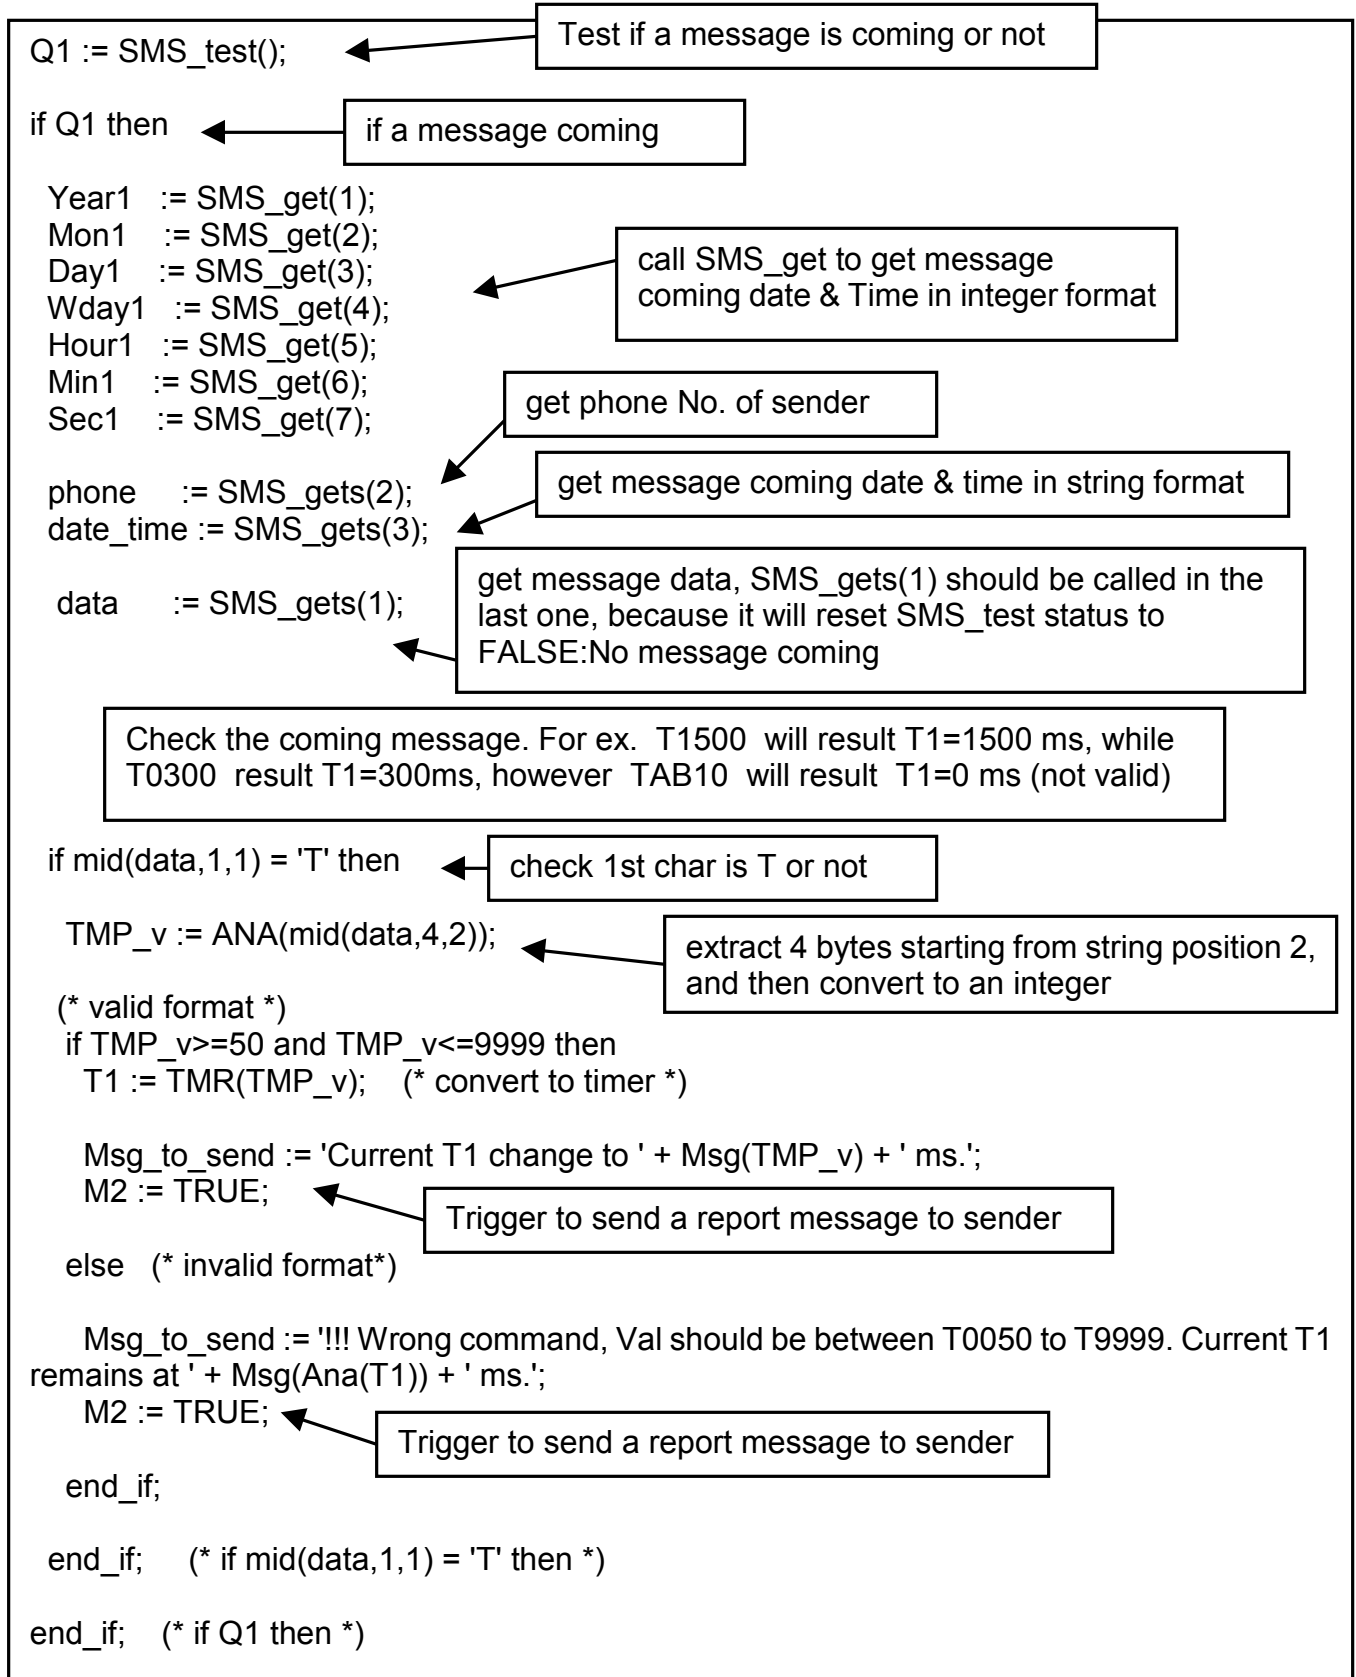 Q1 := SMS_test();
Test if a message is coming or not
if Q1 then
if a message coming
Year1 := SMS_get(1);
Mon1 := SMS_get(2);
Day1 := SMS_get(3);
Wday1 := SMS_get(4);
Hour1 := SMS_get(5);
Min1 := SMS_get(6);
Sec1 := SMS_get(7);
call SMS_get to get message
coming date & Time in integer format
get phone No. of sender
phone := SMS_gets(2);
get message coming date & time in string format
date_time := SMS_gets(3);
data := SMS_gets(1);
get message data, SMS_gets(1) should be called in the
last one, because it will reset SMS_test status to
FALSE:No message coming
Check the coming message. For ex. T1500 will result T1=1500 ms, while
T0300 result T1=300ms, however TAB10 will result T1=0 ms (not valid)
if mid(data,1,1) = 'T' then
check 1st char is T or not
TMP_v := ANA(mid(data,4,2));
extract 4 bytes starting from string position 2,
and then convert to an integer
(* valid format *)
if TMP_v>=50 and TMP_v<=9999 then
T1 := TMR(TMP_v); (* convert to timer *)
Msg_to_send := 'Current T1 change to ' + Msg(TMP_v) + ' ms.';
M2 := TRUE;
Trigger to send a report message to sender
else (* invalid format*)
Msg_to_send := '!!! Wrong command, Val should be between T0050 to T9999. Current T1
remains at ' + Msg(Ana(T1)) + ' ms.';
M2 := TRUE;
Trigger to send a report message to sender
end_if;
end_if; (* if mid(data,1,1) = 'T' then *)
end_if; (* if Q1 then *)